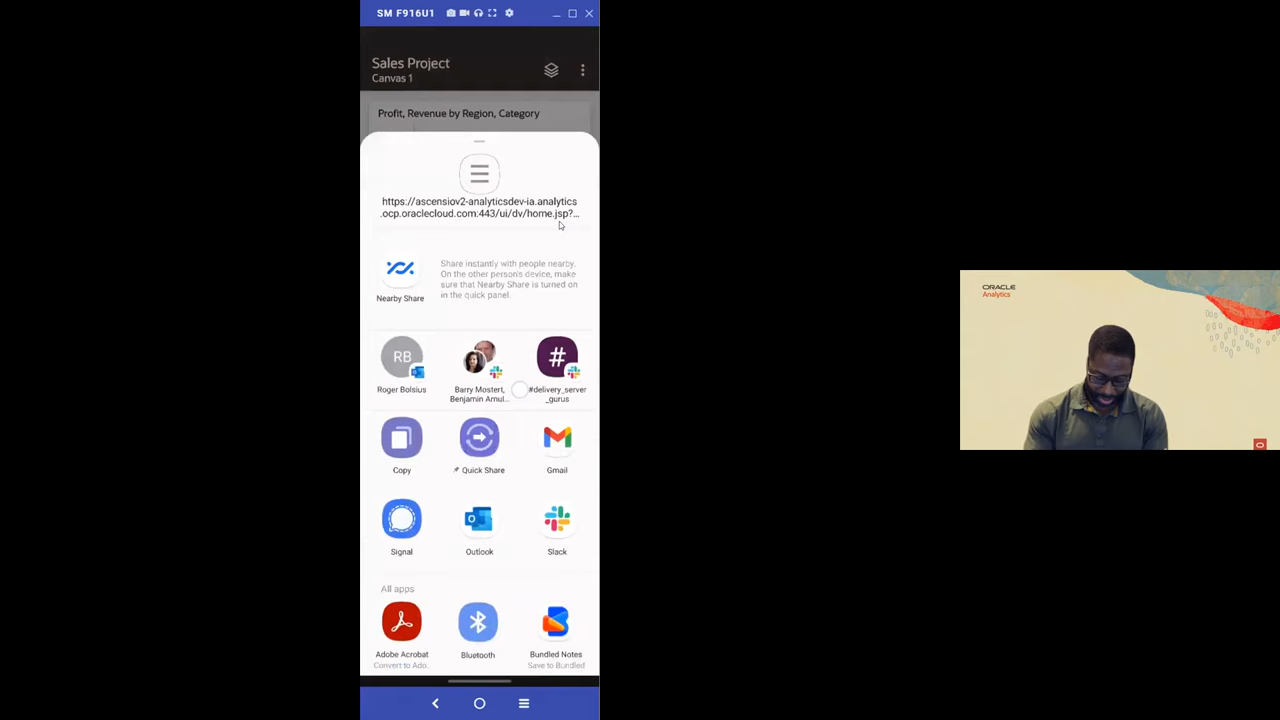 SM F916U1
Sales Project
Canvas 1
Profit, Revenue by Region, Category
https://ascensiov2-analyticsdev-ia.analytics
.ocp.oraclecloud.com:443/ui/dv/home.jsp?...
Nearby Share
Share instantly with people nearby.
On the other person's device, make
sure that Nearby Share is turned on
in the quick panel.
RB
Roger Bolsius
Barry Mostert,
Benjamin Arnul...
#
#delivery_server
_gurus
Copy
Quick Share
Gmail
Signal
Outlook
Slack
All apps
Adobe Acrobat
Convert to Ado..
Bluetooth
Bundled Notes
Save to Bundled
ORACLE
Analytics